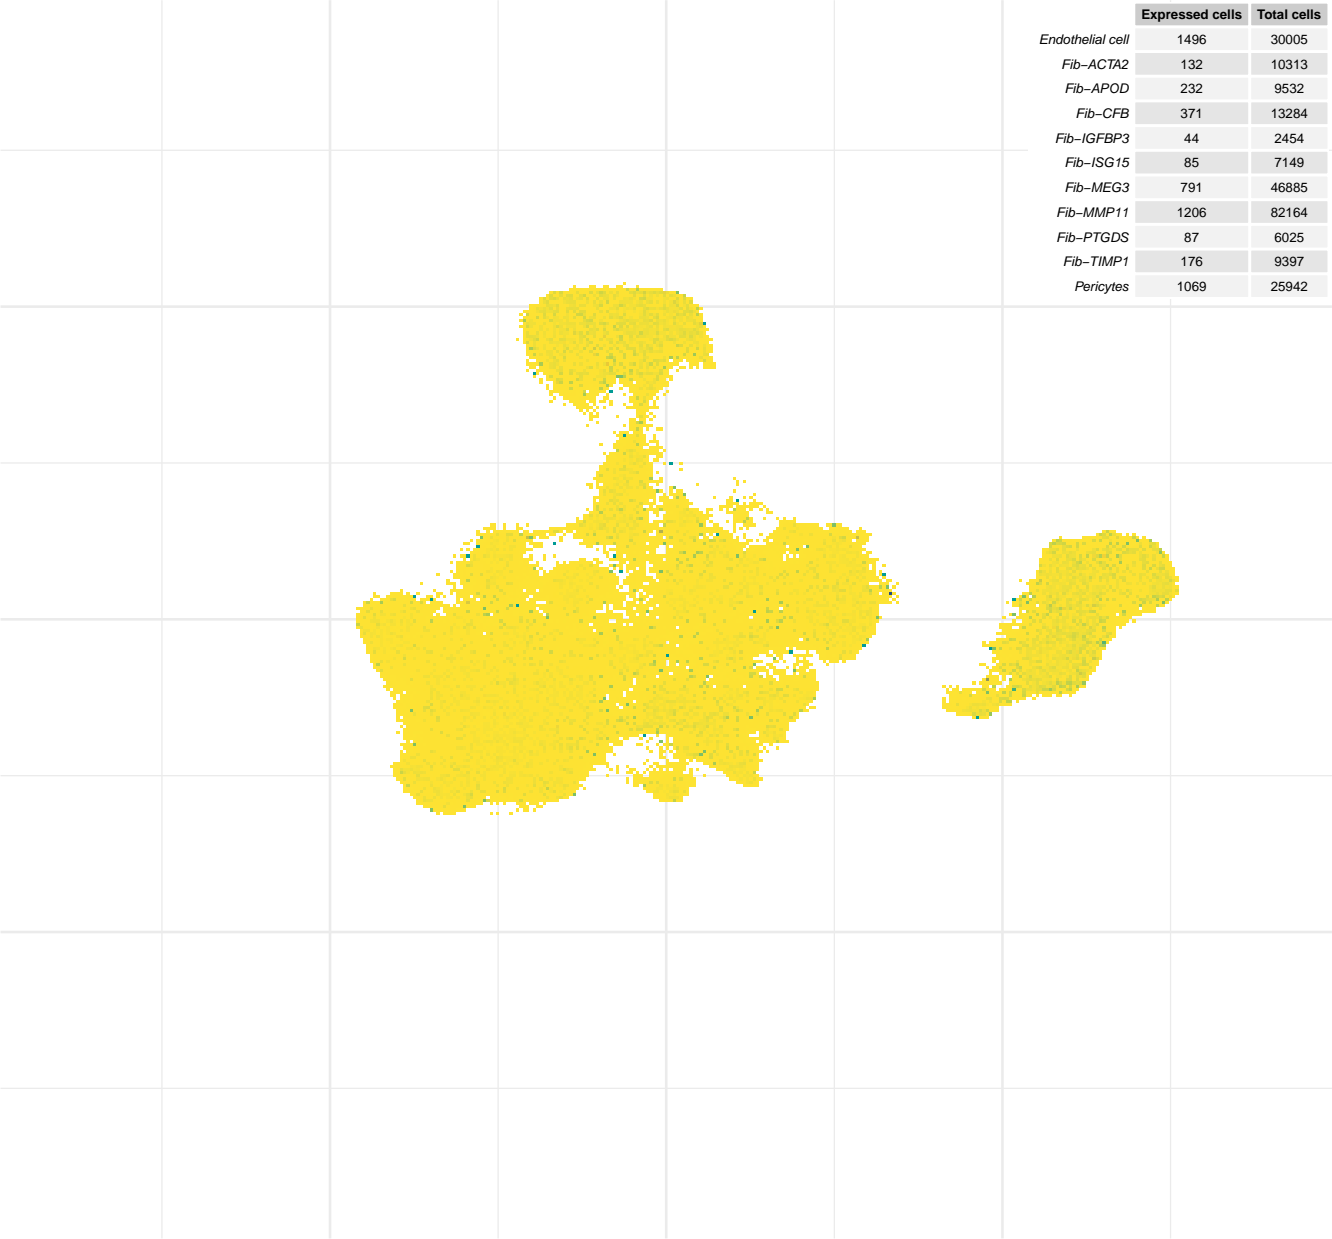 Expressed cells Total cells
Endothelial cell 1496 30005
Fib−ACTA2 132 10313
Fib−APOD 232 9532
Fib−CFB 371 13284
Fib−IGFBP3 44 2454
Fib−ISG15 85 7149
Fib−MEG3 791 46885
Fib−MMP11 1206 82164
Fib−PTGDS 87 6025
Fib−TIMP1 176 9397
Pericytes 1069 25942